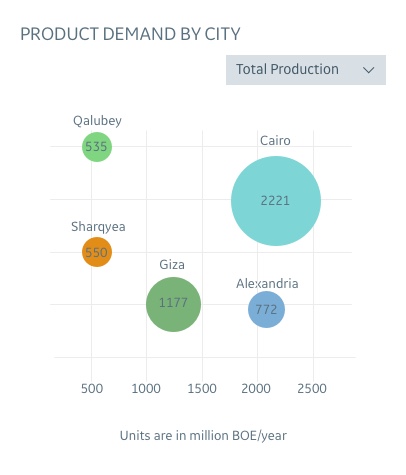 PRODUCT DEMAND BY CITY
Total Production
Qalubey
535
Cairo
2221
Sharqyea
550
Giza
1177
Alexandria
772
500 1000 1500 2000 2500
Units are in million BOE/year